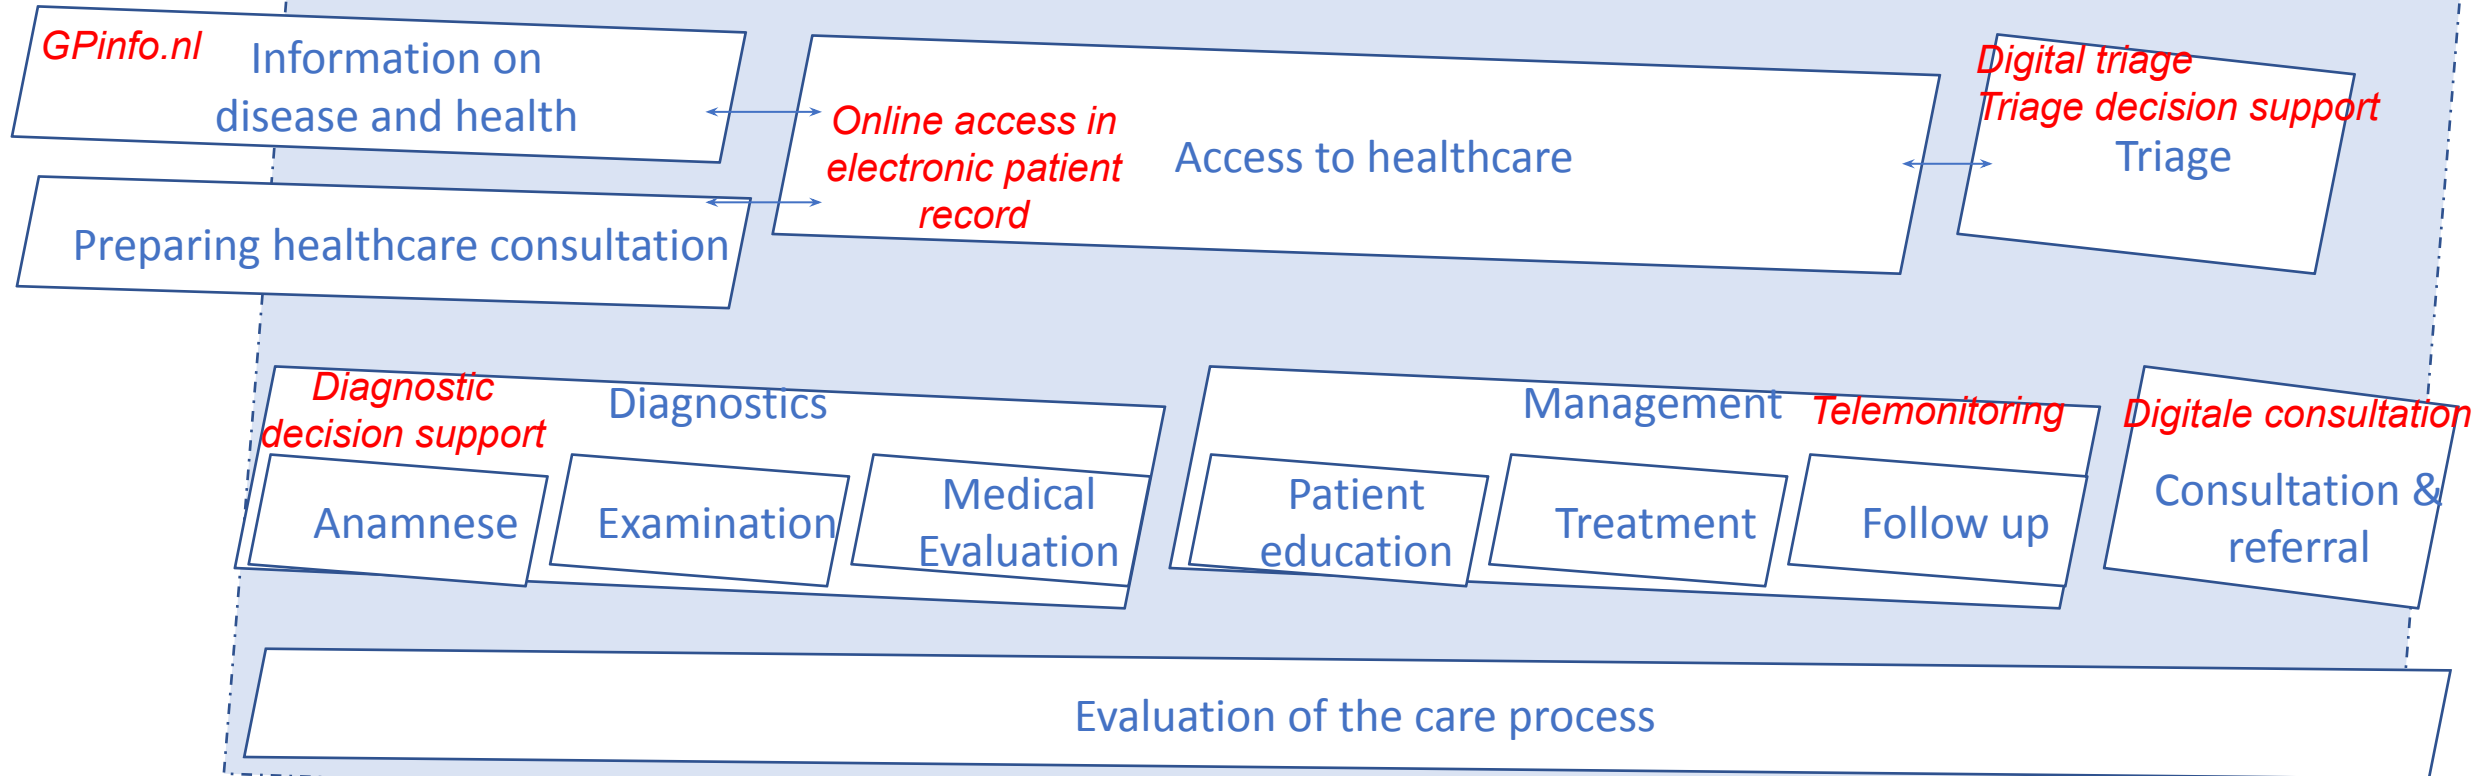 GPinfo.nl
Information on
disease and health
Online access in
electronic patient
record
Access to healthcare
Digital triage
Triage decision support
Triage
Preparing healthcare consultation
Diagnostic
decision support
Diagnostics
Anamnese
Examination
Medical
Evaluation
Management
Telemonitoring
Patient
education
Treatment
Follow up
Digitale consultation
Consultation &
referral
Evaluation of the care process